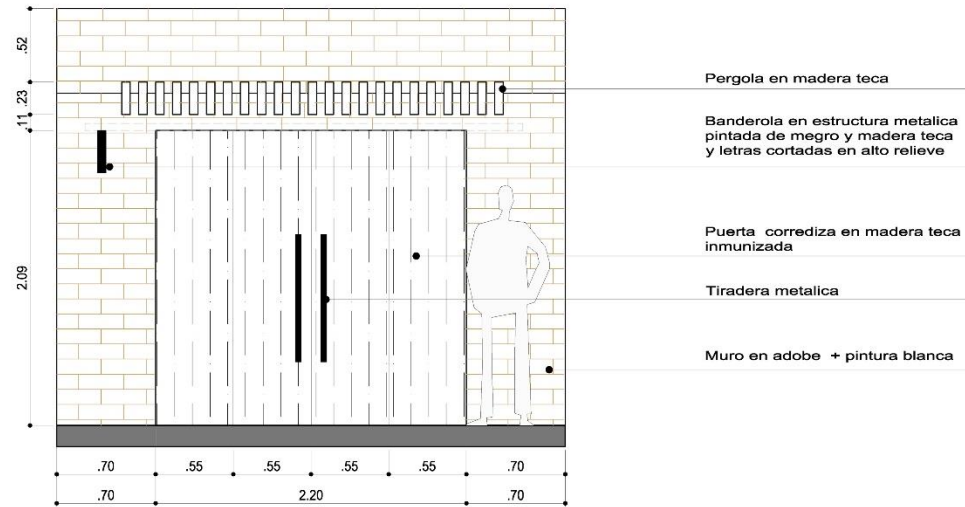 .52
.23
.11
2.09
Pergola en madera teca
Banderola en estructura metalica
pintada de megro y madera teca
y letras cortadas en alto relieve
Puerta corrediza en madera teca
inmunizada
Tiradera metalica
Muro en adobe + pintura blanca
.70 .55 .55 .55 .55 .70
.70 2.20 .70